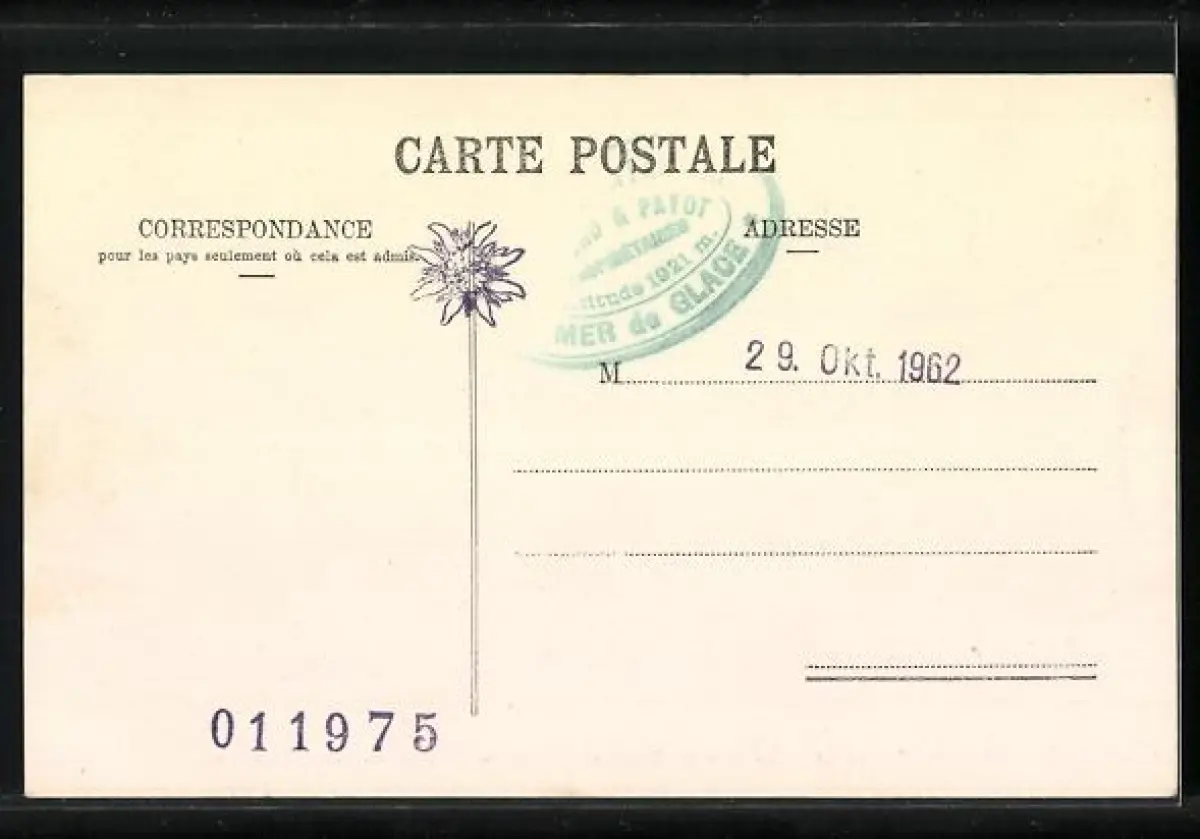 CARTE POSTALE
CORRESPONDANCE
pour les pays seulement où cela est admis.
ADRESSE
& PAYOT
1921 m.
MER de GLACE
M
29. Okt. 1962
011975